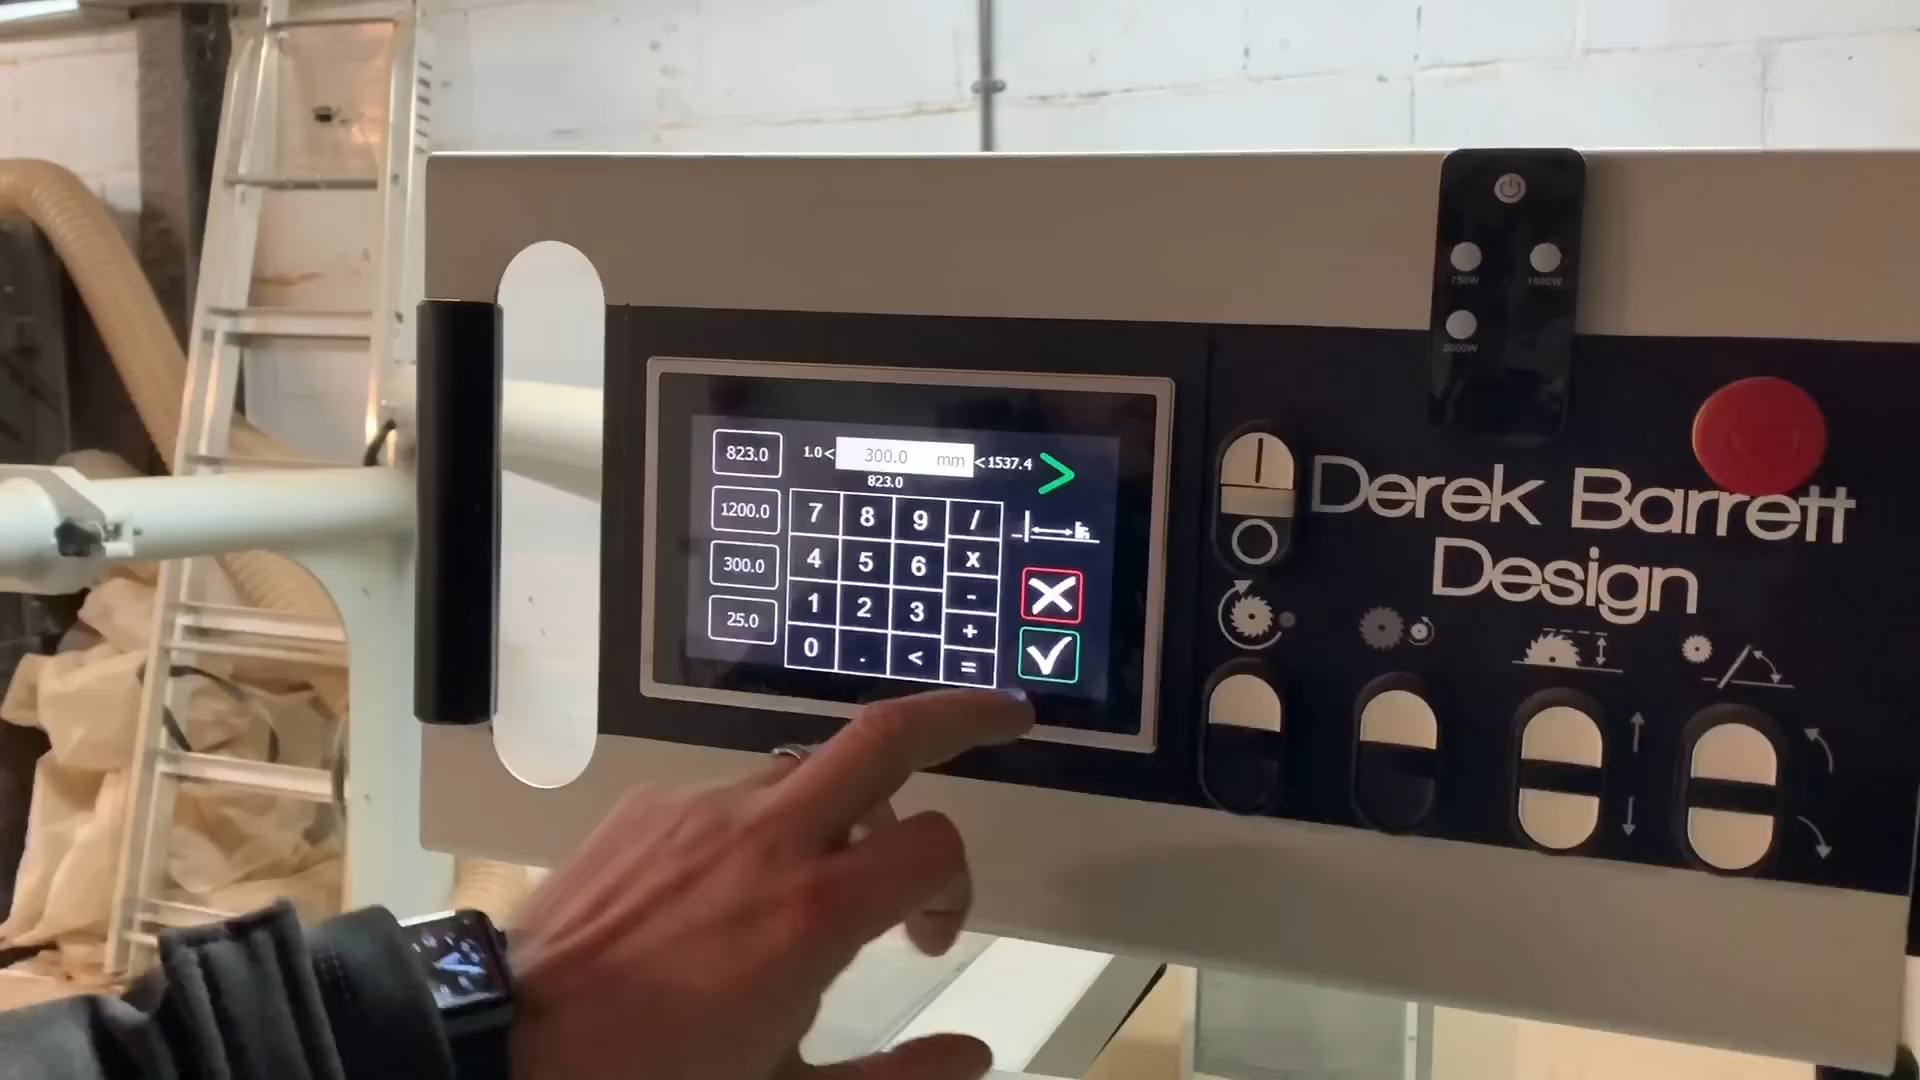 823.0
1.0<
300.0 mm
<1537.4 >
823.0
1200.0
300.0
25.0
7 8 9 /
4 5 6 x
1 2 3 -
0 . < +
=
750W 1500W
2000W
Derek Barrett
Design